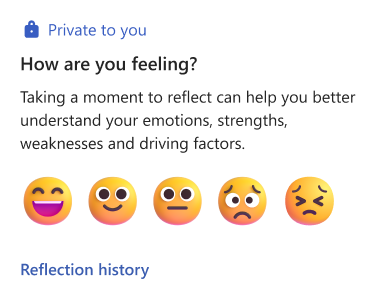 Private to you
How are you feeling?
Taking a moment to reflect can help you better
understand your emotions, strengths,
weaknesses and driving factors.
Reflection history